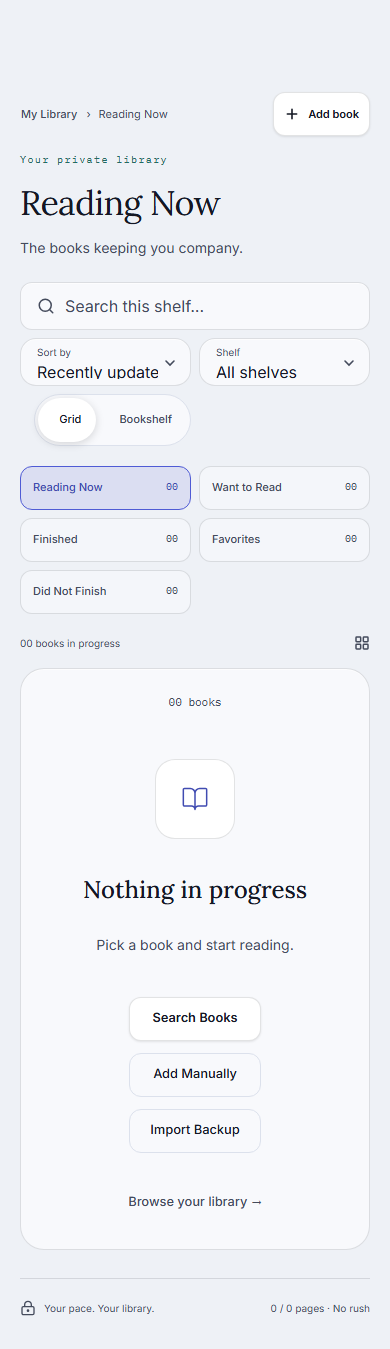 My Library › Reading Now
Add book
Your private library
Reading Now
The books keeping you company.
Search this shelf...
Sort by
Recently update
Shelf
All shelves
Grid
Bookshelf
Reading Now 00
Want to Read 00
Finished 00
Favorites 00
Did Not Finish 00
00 books in progress
00 books
Nothing in progress
Pick a book and start reading.
Search Books
Add Manually
Import Backup
Browse your library →
Your pace. Your library.
0 / 0 pages · No rush